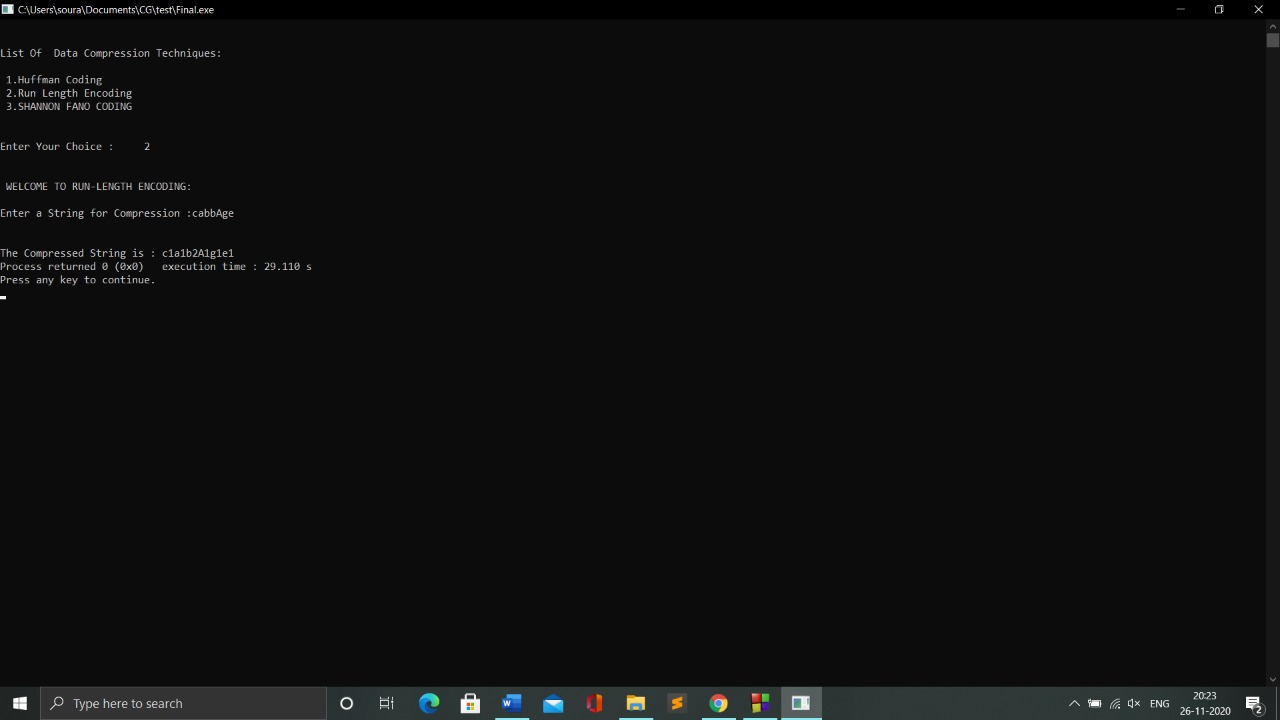 C:\Users\soura\Documents\CG\test\Final.exe
List Of  Data Compression Techniques:
1.Huffman Coding
2.Run Length Encoding
3.SHANNON FANO CODING
Enter Your Choice :     2
WELCOME TO RUN-LENGTH ENCODING:
Enter a String for Compression :cabbAge
The Compressed String is : c1a1b2A1g1e1
Process returned 0 (0x0)   execution time : 29.110 s
Press any key to continue.
Type here to search
ENG
20:23
26-11-2020
2